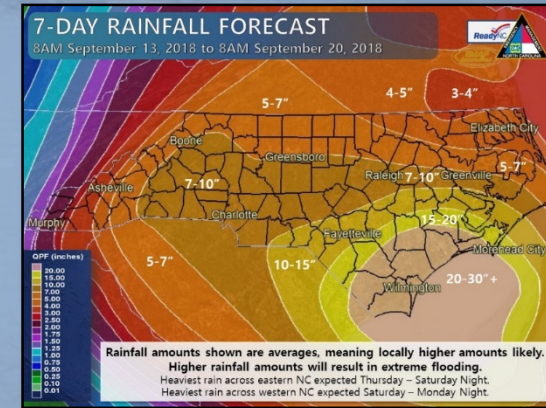 7-DAY RAINFALL FORECAST
8AM September 13, 2018 to 8AM September 20, 2018
ReadyNC
NORTH CAROLINA
4-5"
3-4"
5-7"
Elizabeth City
Boone
Greensboro
5-7"
Raleigh
7-10"
Greenville
7-10"
Asheville
Murphy
Charlotte
15-20"
Fayetteville
Morehead City
5-7"
10-15"
20-30"+
Wilmington
QPF (inches)
20.00
15.00
10.00
7.00
5.00
4.00
3.00
2.50
2.00
1.75
1.50
1.25
1.00
0.75
0.50
0.25
0.10
0.01
Rainfall amounts shown are averages, meaning locally higher amounts likely.
Higher rainfall amounts will result in extreme flooding.
Heaviest rain across eastern NC expected Thursday – Saturday Night.
Heaviest rain across western NC expected Saturday – Monday Night.